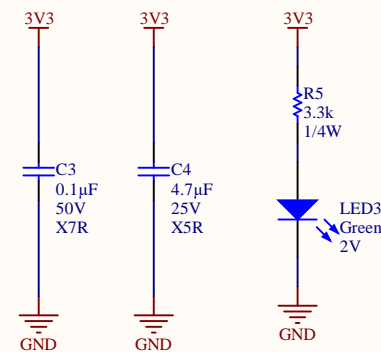 3V3
3V3
3V3
C3
0.1µF
50V
X7R
C4
4.7µF
25V
X5R
R5
3.3k
1/4W
LED3
Green
2V
GND
GND
GND